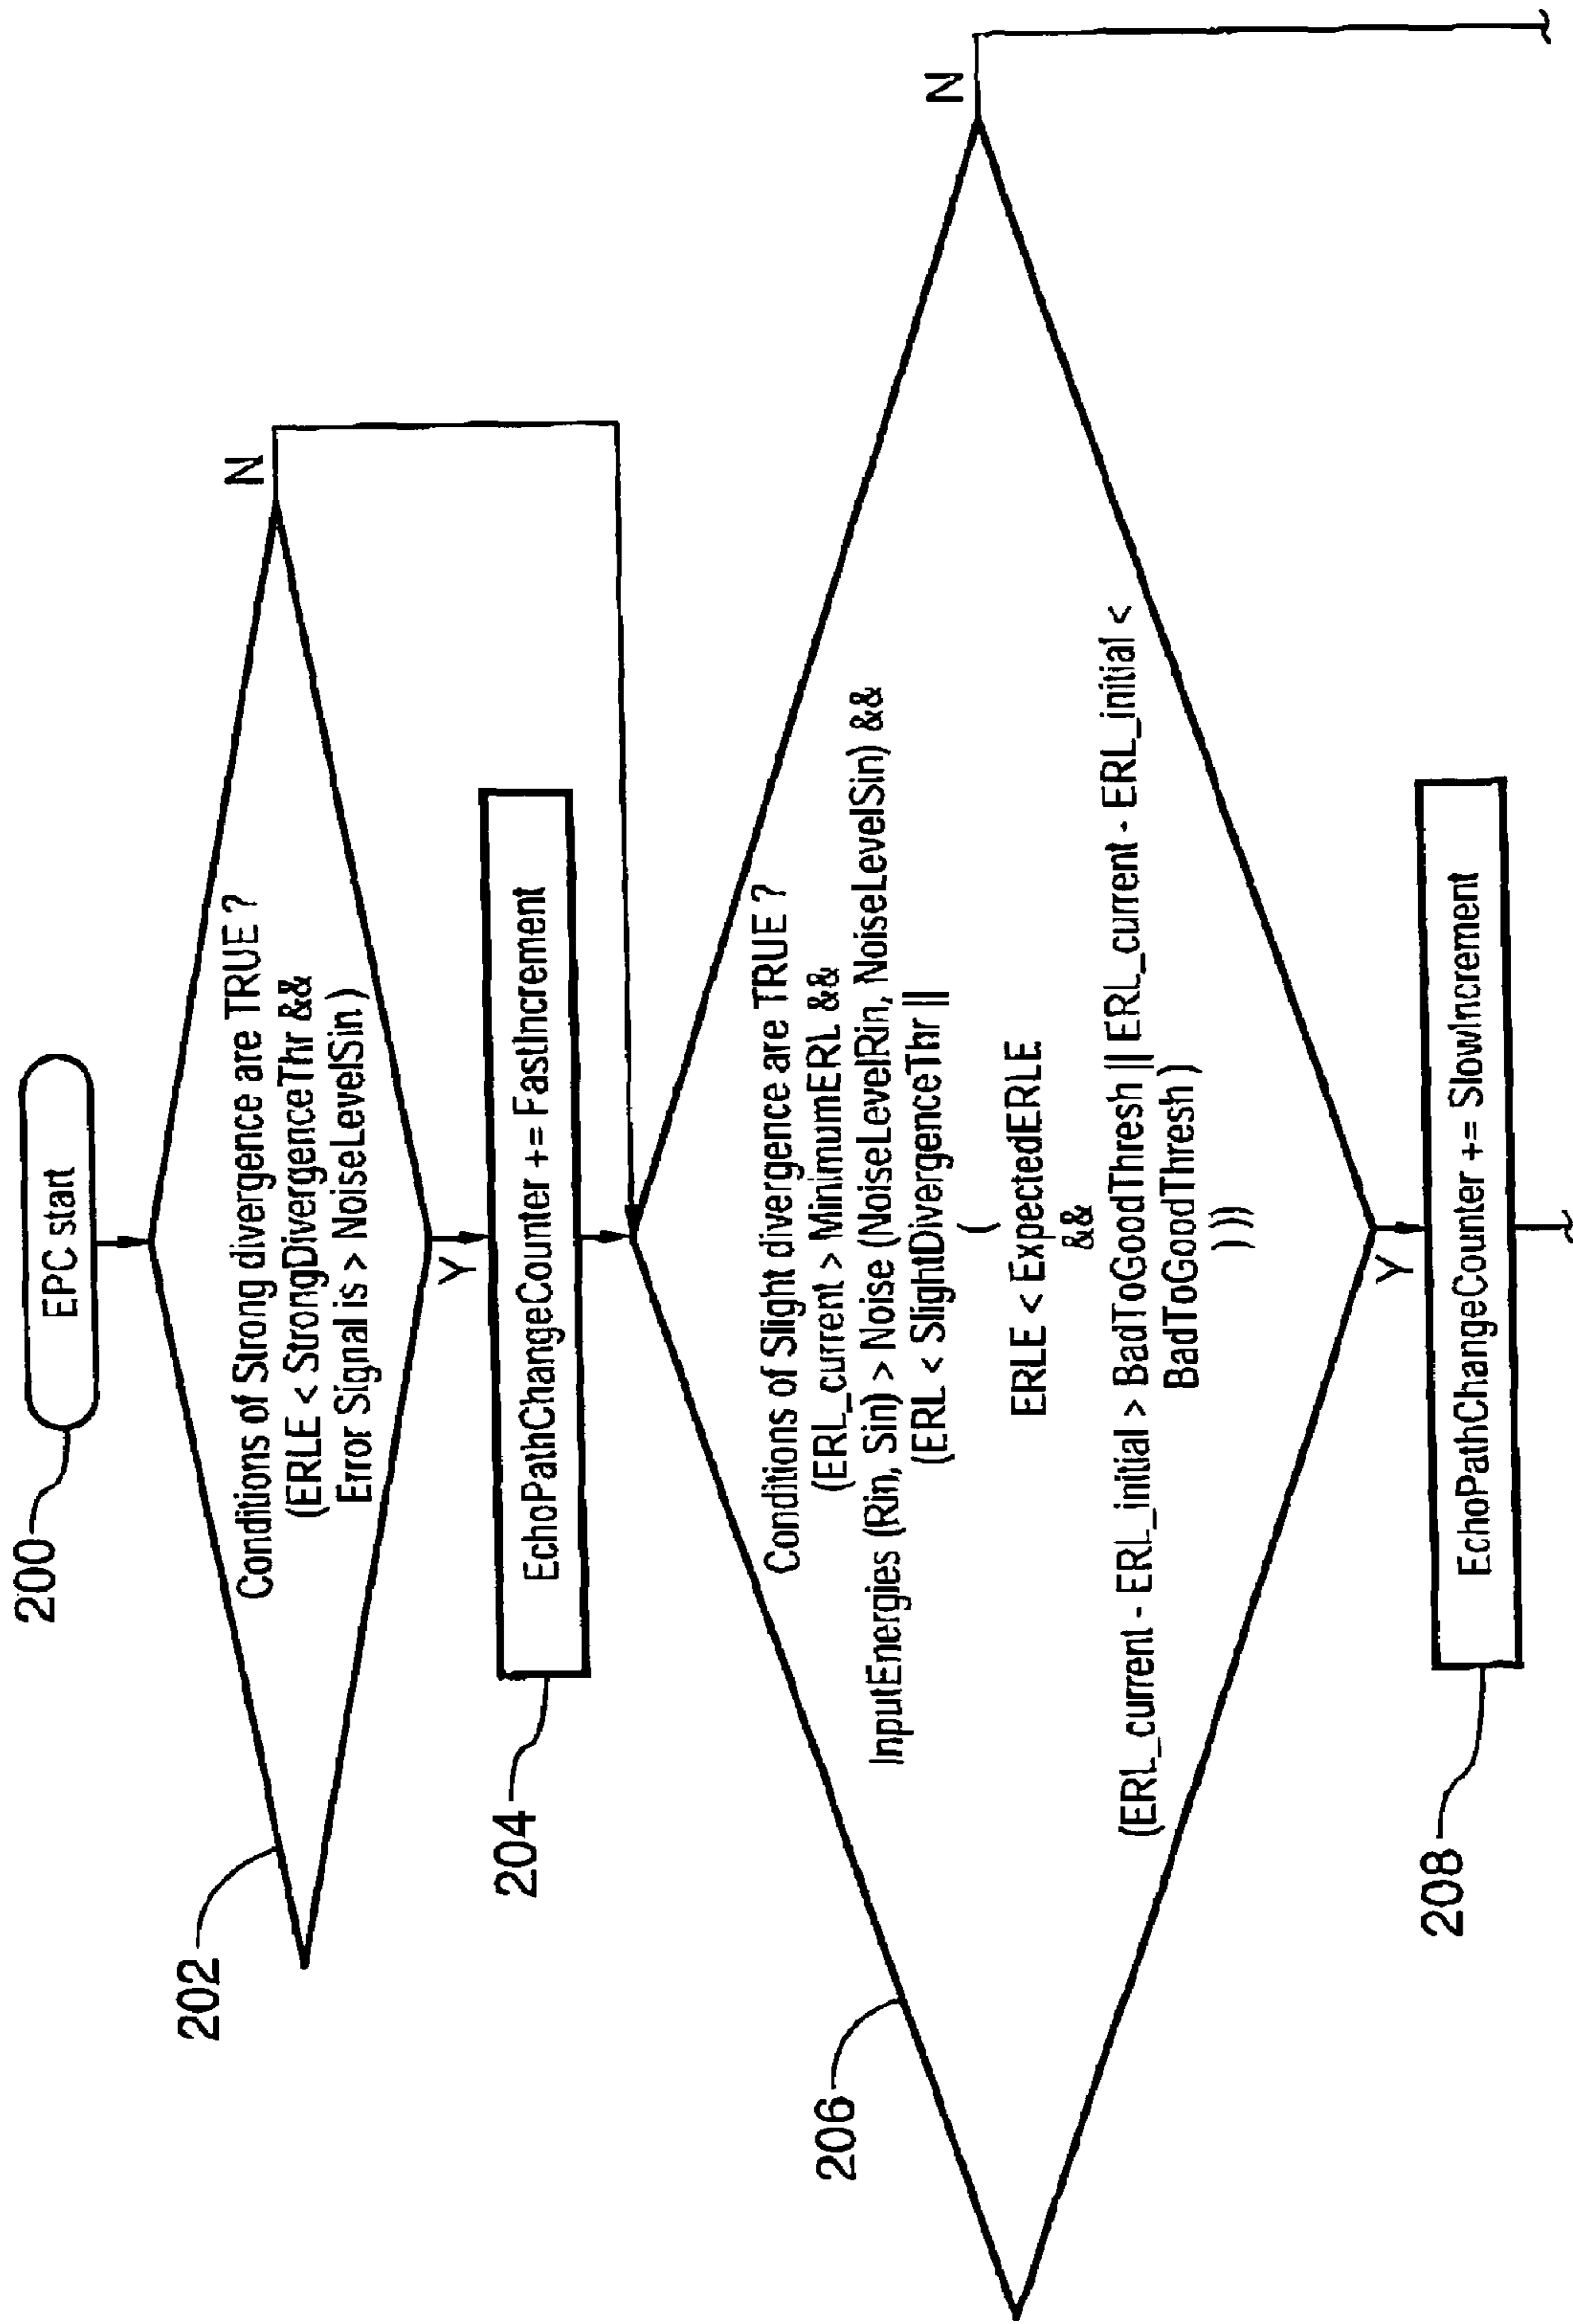 EPC start
200
Conditions of Strong divergence are TRUE ?
(ERLE < StrongDivergenceThr &&
Error Signal is > NoiseLevelSin )
202
N
Y
EchoPathChangeCounter += FastIncrement
204
Conditions of Slight divergence are TRUE ?
(ERL_current > MinimumERL &&
InputEnergies (Rin, Sin) > Noise (NoiseLevelRin, NoiseLevelSin) &&
(ERL < SlightDivergenceThr ||
(
ERLE < ExpectedERLE
&&
(ERL_current - ERL_initial > BadToGoodThresh || ERL_current - ERL_initial <
BadToGoodThresh )
)))
206
N
Y
EchoPathChangeCounter += SlowIncrement
208